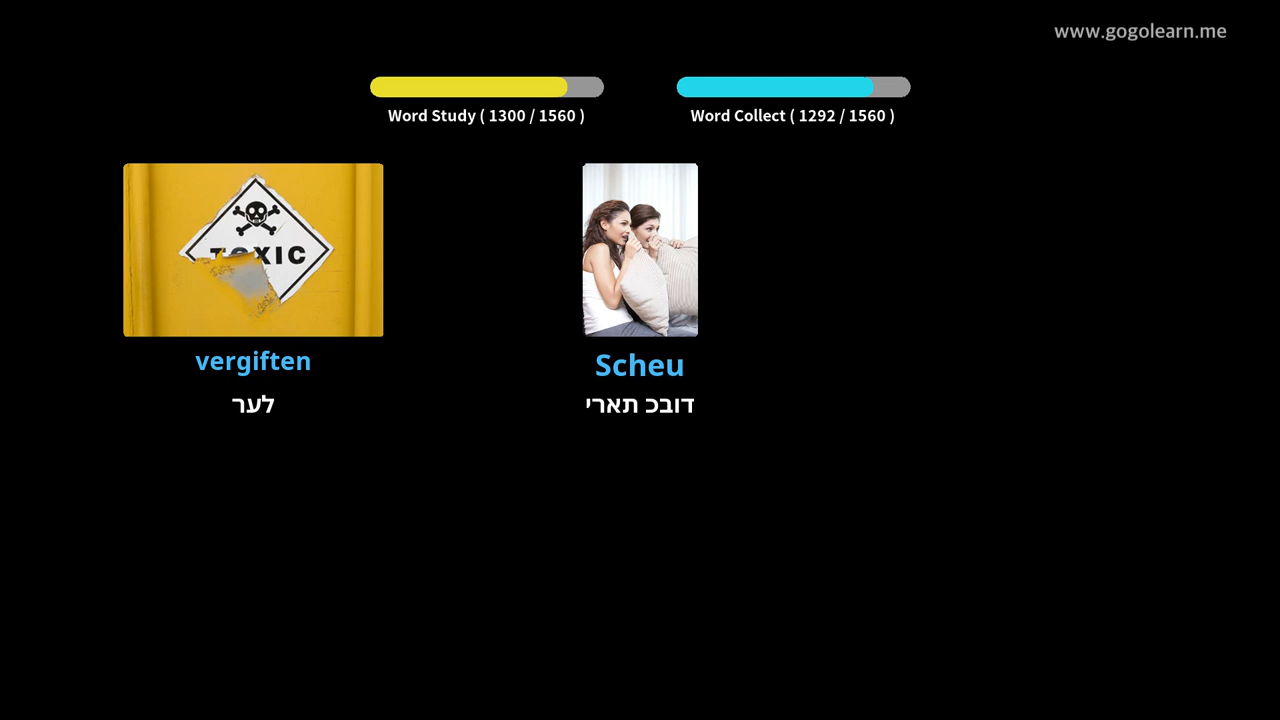 www.gogolearn.me
Word Study ( 1300 / 1560 )
Word Collect ( 1292 / 1560 )
TOXIC
vergiften
לער
Scheu
דובכ תארי